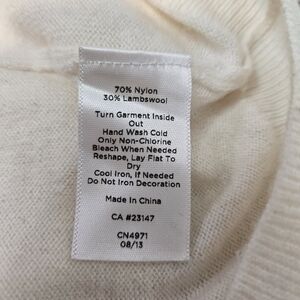 70% Nylon
30% Lambswool
Turn Garment Inside
Out
Hand Wash Cold
Only Non-Chlorine
Bleach When Needed
Reshape, Lay Flat To
Dry
Cool Iron, If Needed
Do Not Iron Decoration
Made In China
CA #23147
CN4971
08/13